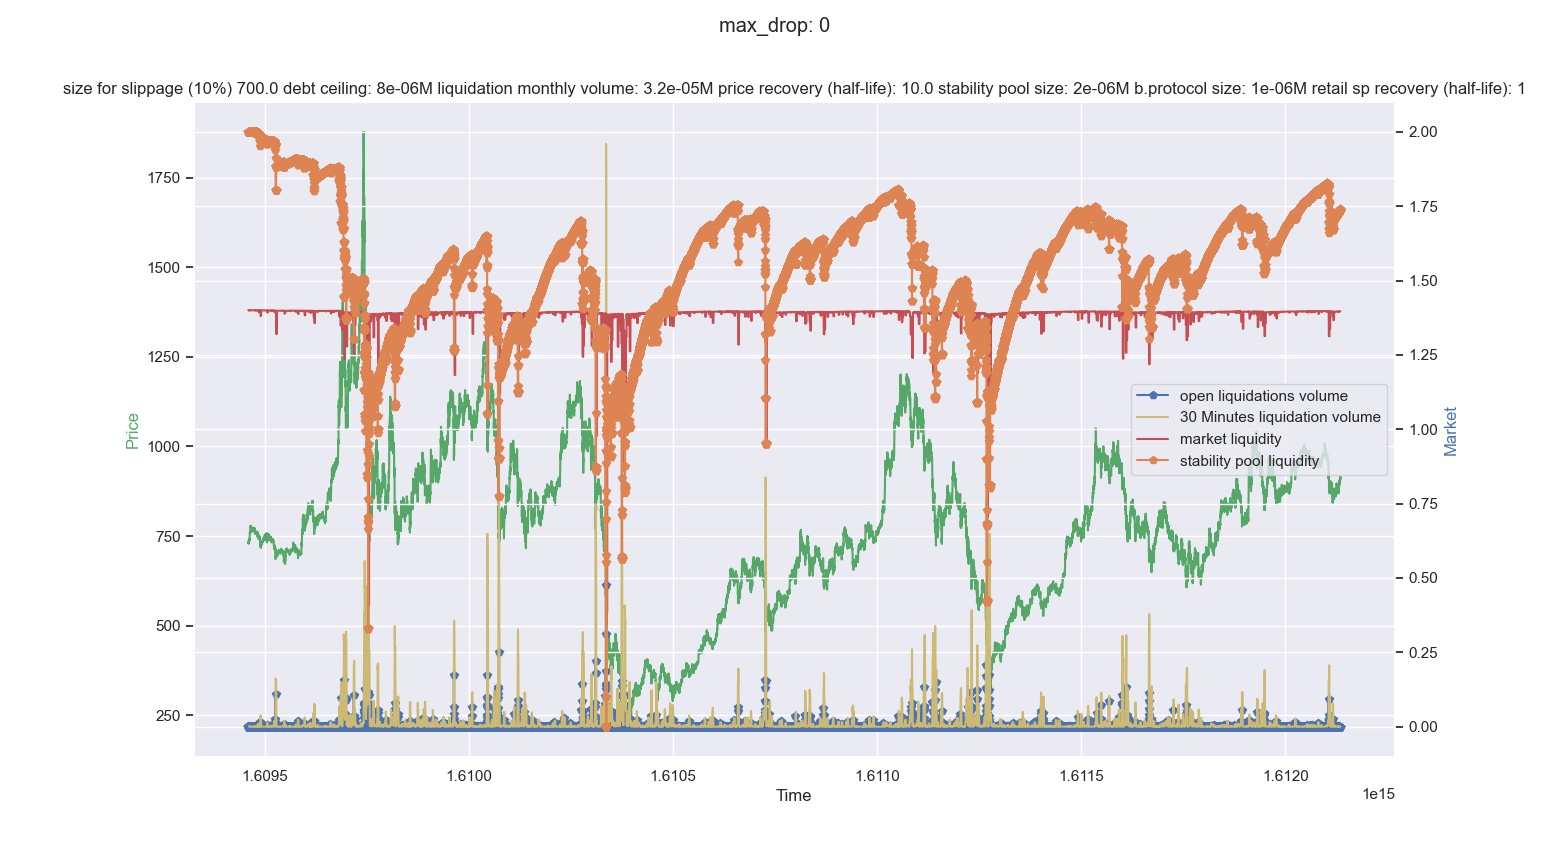 max_drop: 0
size for slippage (10%) 700.0 debt ceiling: 8e-06M liquidation monthly volume: 3.2e-05M price recovery (half-life): 10.0 stability pool size: 2e-06M b.protocol size: 1e-06M retail sp recovery (half-life): 1
2.00
1750
1.75
1500
1.50
1250
1.25
open liquidations volume
30 Minutes liquidation volume
market liquidity
stability pool liquidity
Price
Market
1000
1.00
750
0.75
500
0.50
0.25
250
0.00
1.6095
1.6100
1.6105
1.6110
1.6115
1.6120
Time
1e15